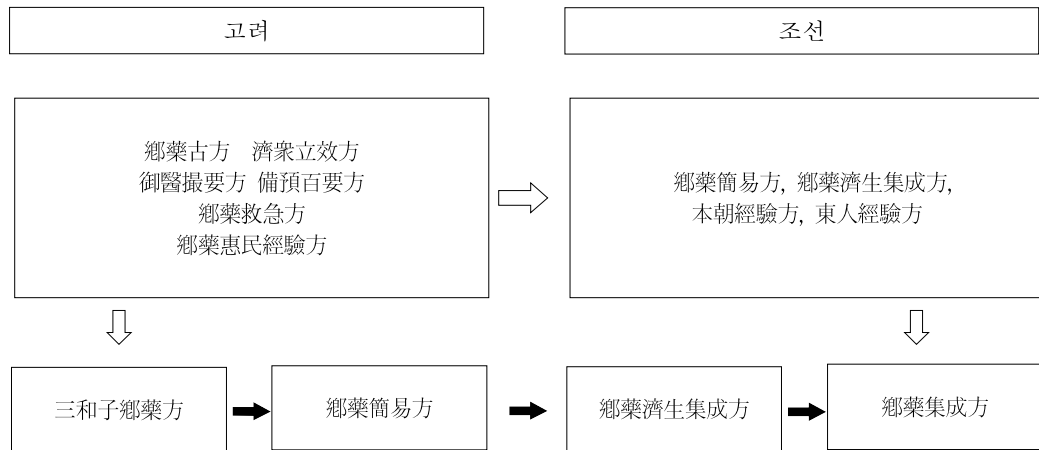 고려
조선
鄕藥古方 濟衆立效方
御醫撮要方 備預百要方
鄕藥救急方
鄕藥惠民經驗方
鄕藥簡易方, 鄕藥濟生集成方,
本朝經驗方, 東人經驗方
三和子鄕藥方
鄕藥簡易方
鄕藥濟生集成方
鄕藥集成方